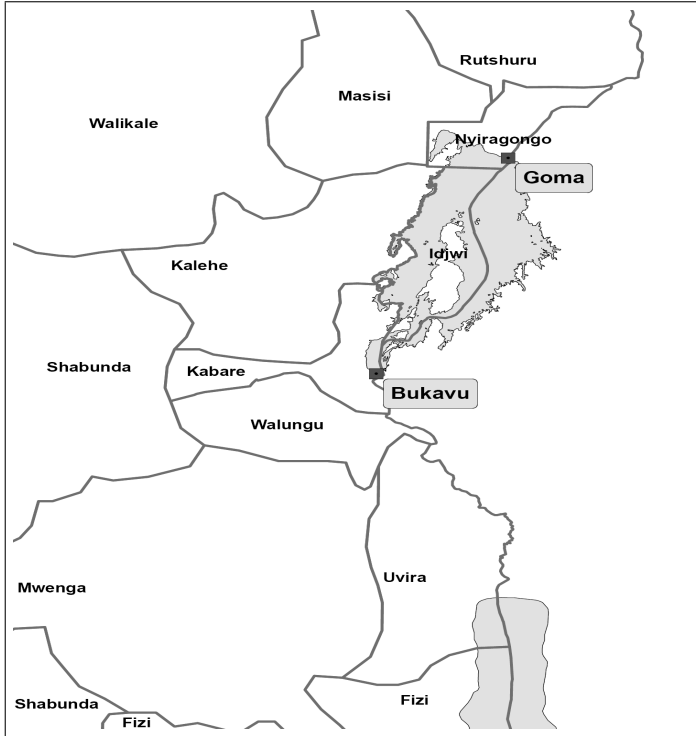 Rutshuru
Masisi
Walikale
Nyiragongo
Goma
Idjwi
Kalehe
Shabunda
Kabare
Bukavu
Walungu
Uvira
Mwenga
Fizi
Shabunda
Fizi